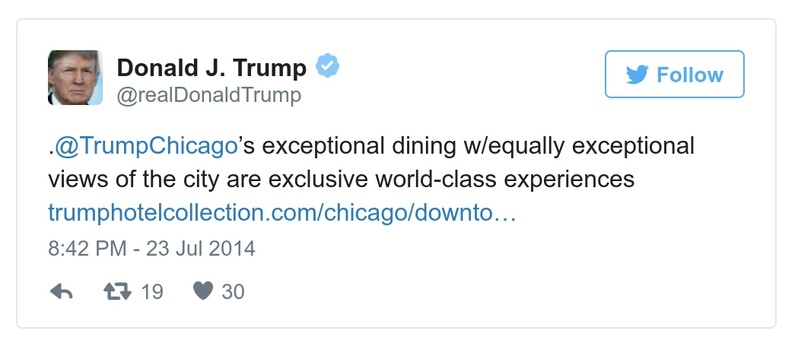 Donald J. Trump
@realDonaldTrump
Follow
.@TrumpChicago’s exceptional dining w/equally exceptional
views of the city are exclusive world-class experiences
trumphotelcollection.com/chicago/downto…
8:42 PM - 23 Jul 2014
19 30